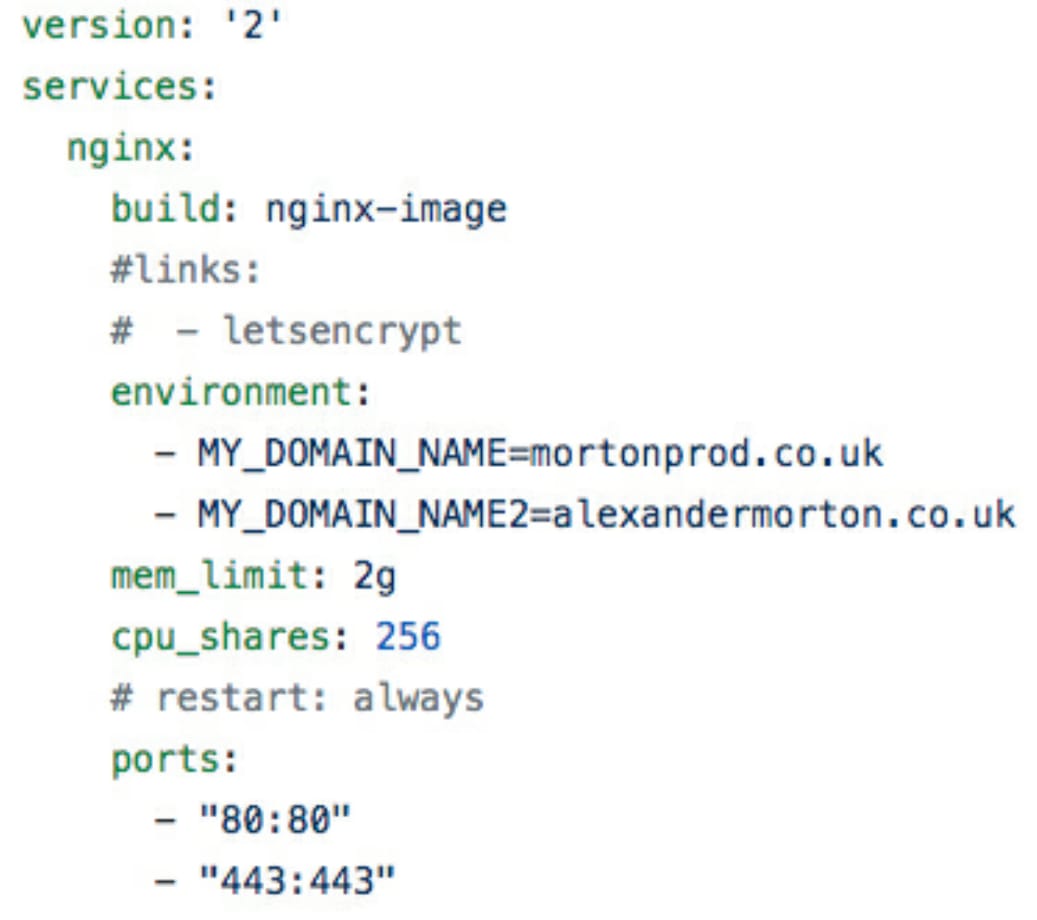 version: '2'
services:
  nginx:
    build: nginx-image
    #links:
    #  - letsencrypt
    environment:
      - MY_DOMAIN_NAME=mortonprod.co.uk
      - MY_DOMAIN_NAME2=alexandermorton.co.uk
    mem_limit: 2g
    cpu_shares: 256
    # restart: always
    ports:
      - "80:80"
      - "443:443"